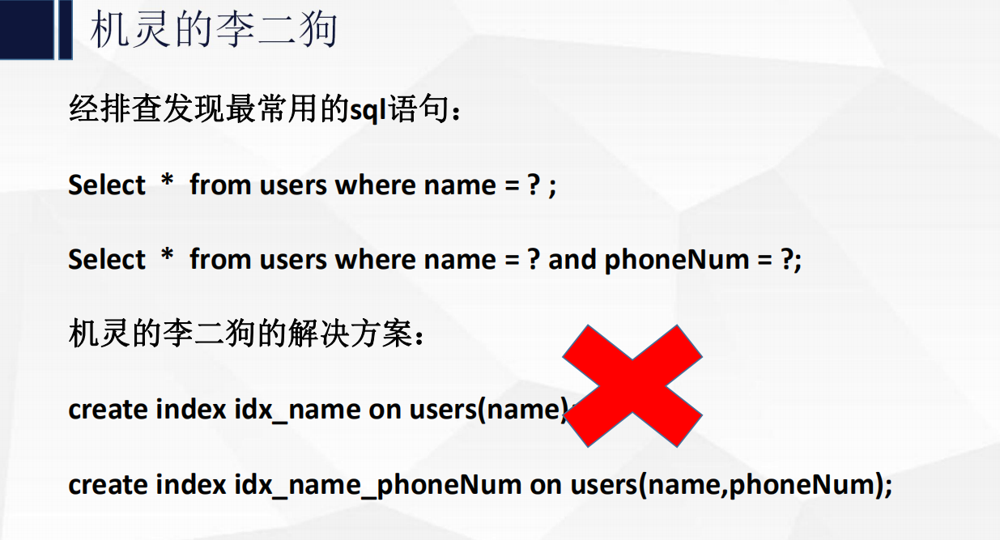 机灵的李二狗
经排查发现最常用的sql语句：
Select * from users where name = ? ;
Select * from users where name = ? and phoneNum = ?;
机灵的李二狗的解决方案：
create index idx_name on users(name);
create index idx_name_phoneNum on users(name,phoneNum);